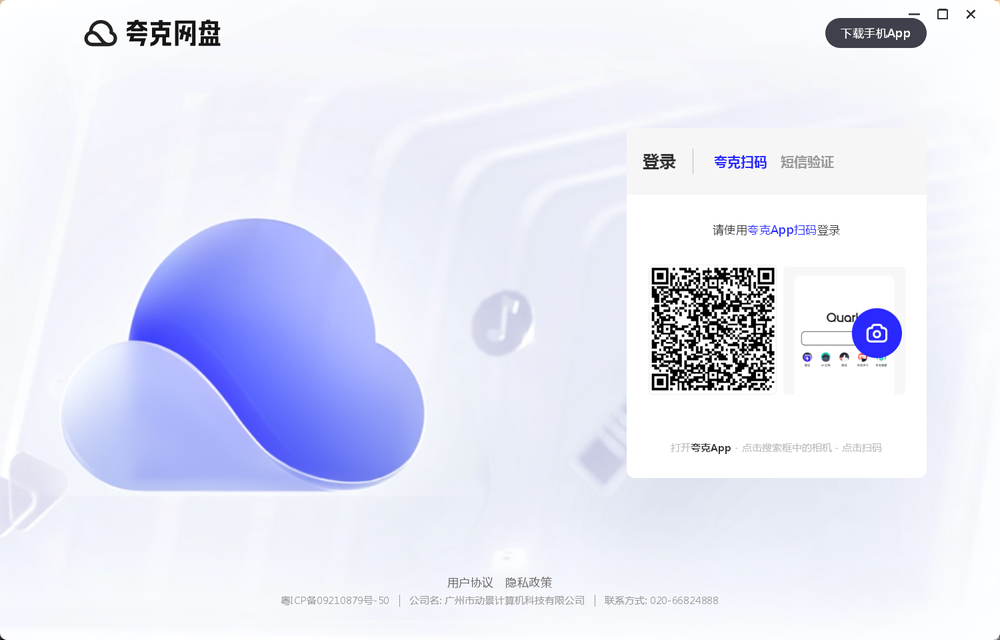 夸克网盘
下载手机App
登录
夸克扫码 短信验证
请使用夸克App扫码登录
打开夸克App - 点击搜索框中的相机 - 点击扫码
用户协议 隐私政策
粤ICP备09210879号-50 | 公司名: 广州市动景计算机科技有限公司 | 联系方式: 020-66824888